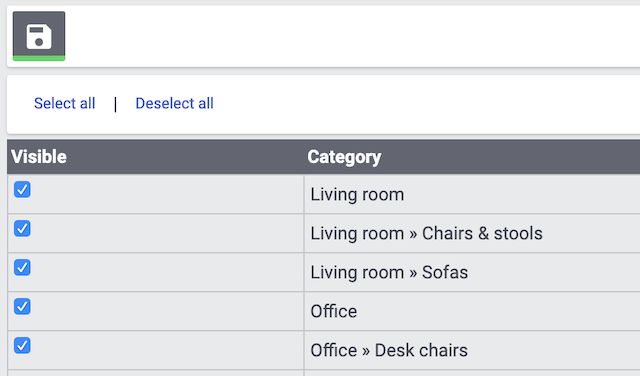 Select all | Deselect all
Visible Category
Living room
Living room » Chairs & stools
Living room » Sofas
Office
Office » Desk chairs